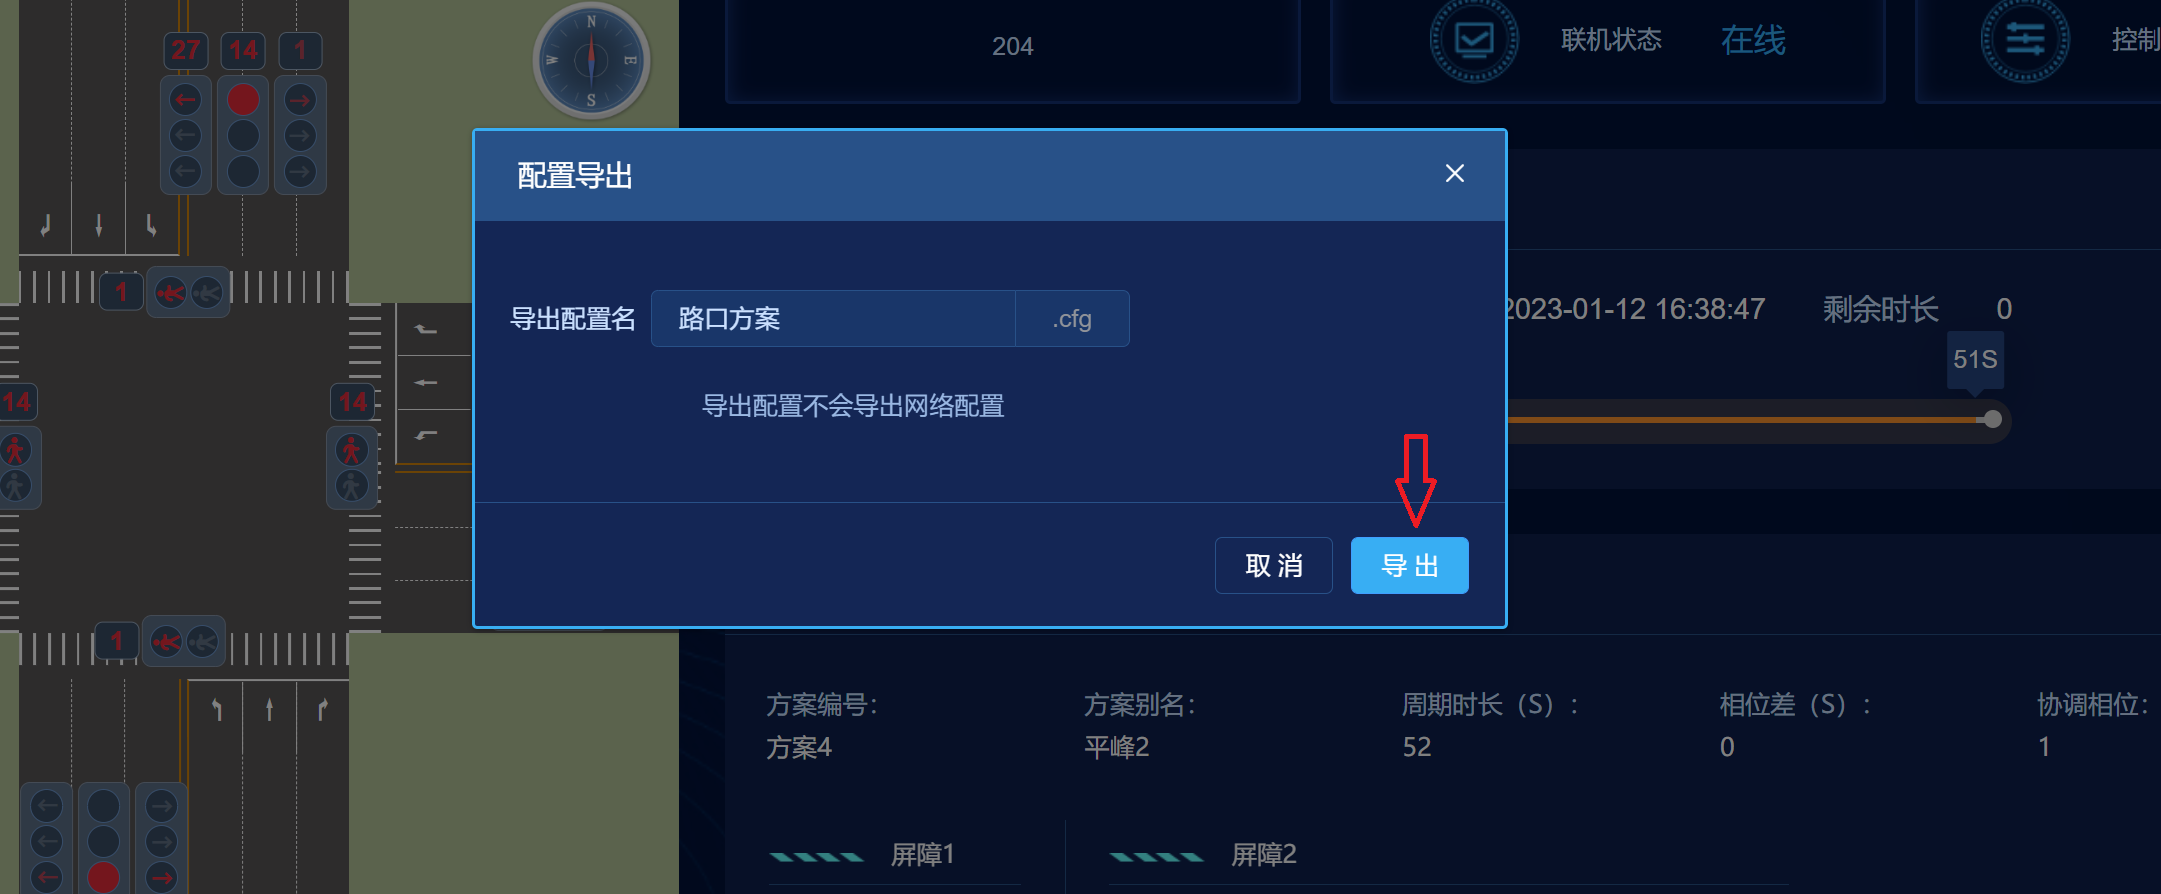 27 14 1
N
W E
S
204
联机状态 在线
控制
配置导出
导出配置名 路口方案 .cfg
导出配置不会导出网络配置
取消 导出
2023-01-12 16:38:47 剩余时长 0
51S
1
14 14
1
方案编号: 方案别名: 周期时长（S）: 相位差（S）: 协调相位:
方案4 平峰2 52 0 1
屏障1 屏障2